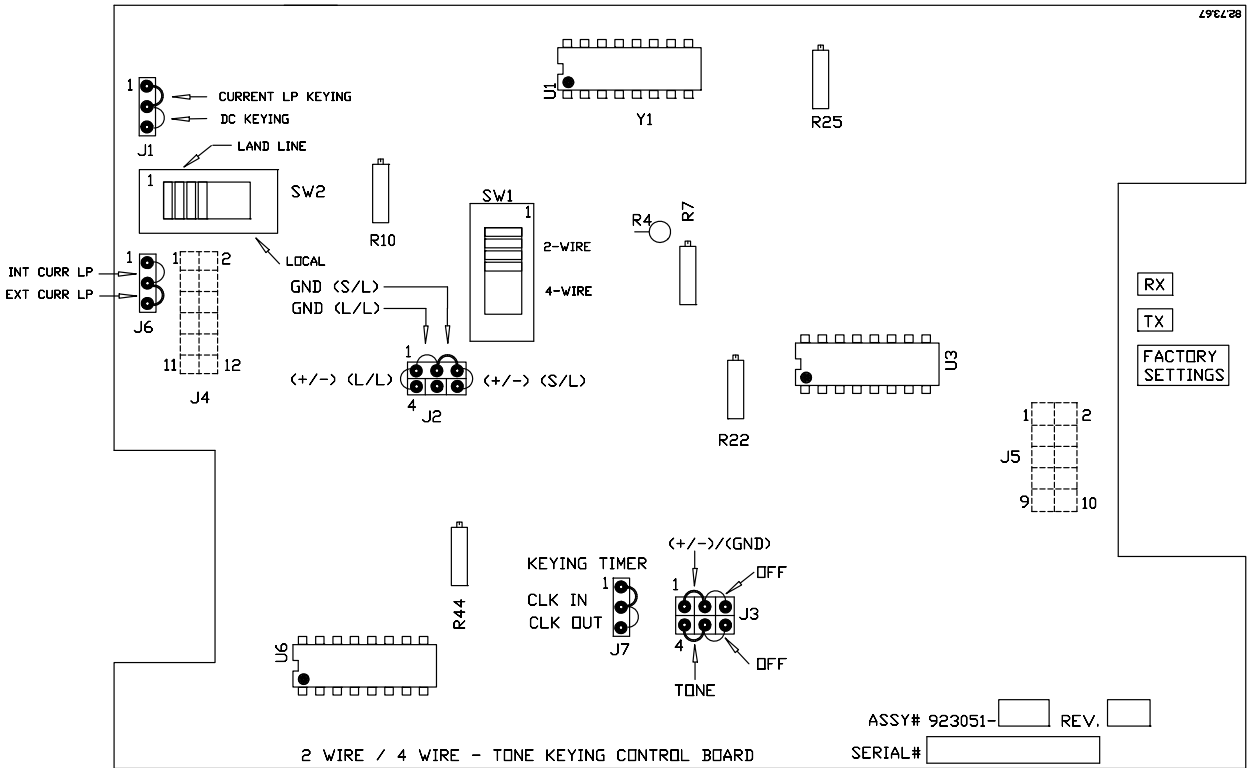 82.73.67
1
CURRENT LP KEYING
DC KEYING
J1
LAND LINE
1
SW2
LOCAL
U1
Y1
R25
R10
SW1
1
2-WIRE
4-WIRE
R4
R7
INT CURR LP
EXT CURR LP
1
J6
1 2
11 12
J4
GND (S/L)
GND (L/L)
1
(+/-) (L/L)
(+/-) (S/L)
4
J2
R22
U3
RX
TX
FACTORY
SETTINGS
1 2
J5
9 10
R44
KEYING TIMER
1
CLK IN
CLK OUT
J7
(+/-)/(GND)
OFF
1
J3
4
OFF
TONE
U6
ASSY# 923051-
REV.
SERIAL#
2 WIRE / 4 WIRE - TONE KEYING CONTROL BOARD